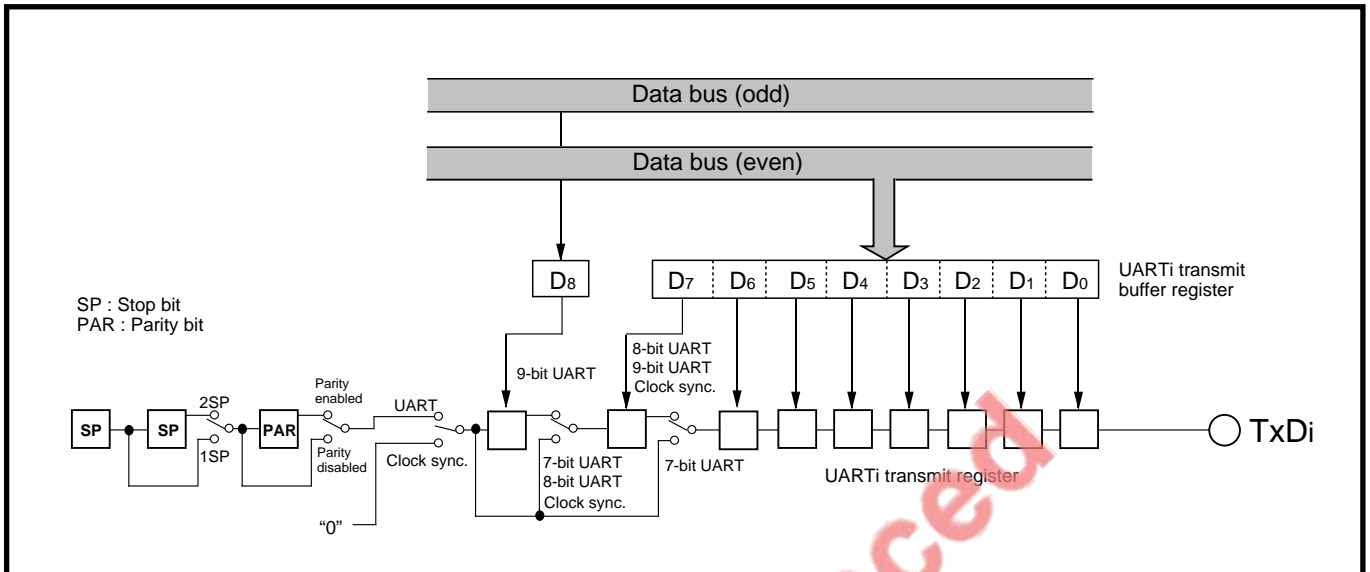 Data bus (odd)
Data bus (even)
D8
D7 D6 D5 D4 D3 D2 D1 D0
UARTi transmit
buffer register
SP : Stop bit
PAR : Parity bit
9-bit UART
8-bit UART
9-bit UART
Clock sync.
2SP
Parity
enabled
UART
SP
SP
PAR
TxDi
1SP
Parity
disabled
Clock sync.
7-bit UART
8-bit UART
Clock sync.
7-bit UART
UARTi transmit register
"0"